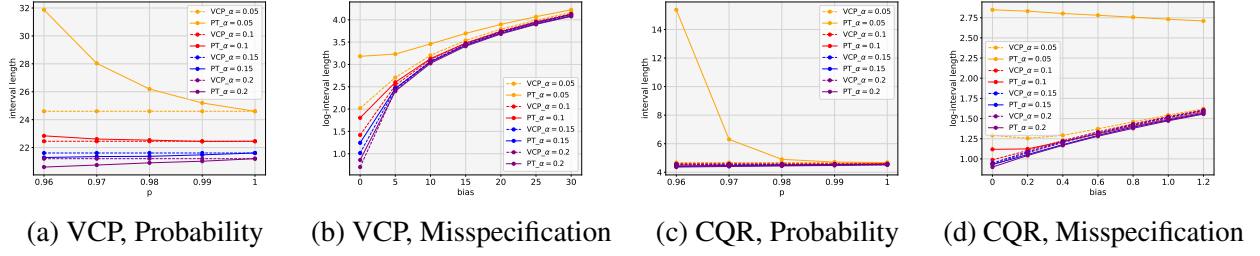 interval length
32
30
28
26
24
22
VCP_α = 0.05
PT_α = 0.05
VCP_α = 0.1
PT_α = 0.1
VCP_α = 0.15
PT_α = 0.15
VCP_α = 0.2
PT_α = 0.2
0.96 0.97 0.98 0.99 1
p
(a) VCP, Probability
log-interval length
4.0
3.5
3.0
2.5
2.0
1.5
1.0
VCP_α = 0.05
PT_α = 0.05
VCP_α = 0.1
PT_α = 0.1
VCP_α = 0.15
PT_α = 0.15
VCP_α = 0.2
PT_α = 0.2
0 5 10 15 20 25 30
bias
(b) VCP, Misspecification
interval length
14
12
10
8
6
4
VCP_α = 0.05
PT_α = 0.05
VCP_α = 0.1
PT_α = 0.1
VCP_α = 0.15
PT_α = 0.15
VCP_α = 0.2
PT_α = 0.2
0.96 0.97 0.98 0.99 1
p
(c) CQR, Probability
log-interval length
2.75
2.50
2.25
2.00
1.75
1.50
1.25
1.00
VCP_α = 0.05
PT_α = 0.05
VCP_α = 0.1
PT_α = 0.1
VCP_α = 0.15
PT_α = 0.15
VCP_α = 0.2
PT_α = 0.2
0 0.2 0.4 0.6 0.8 1.0 1.2
bias
(d) CQR, Misspecification